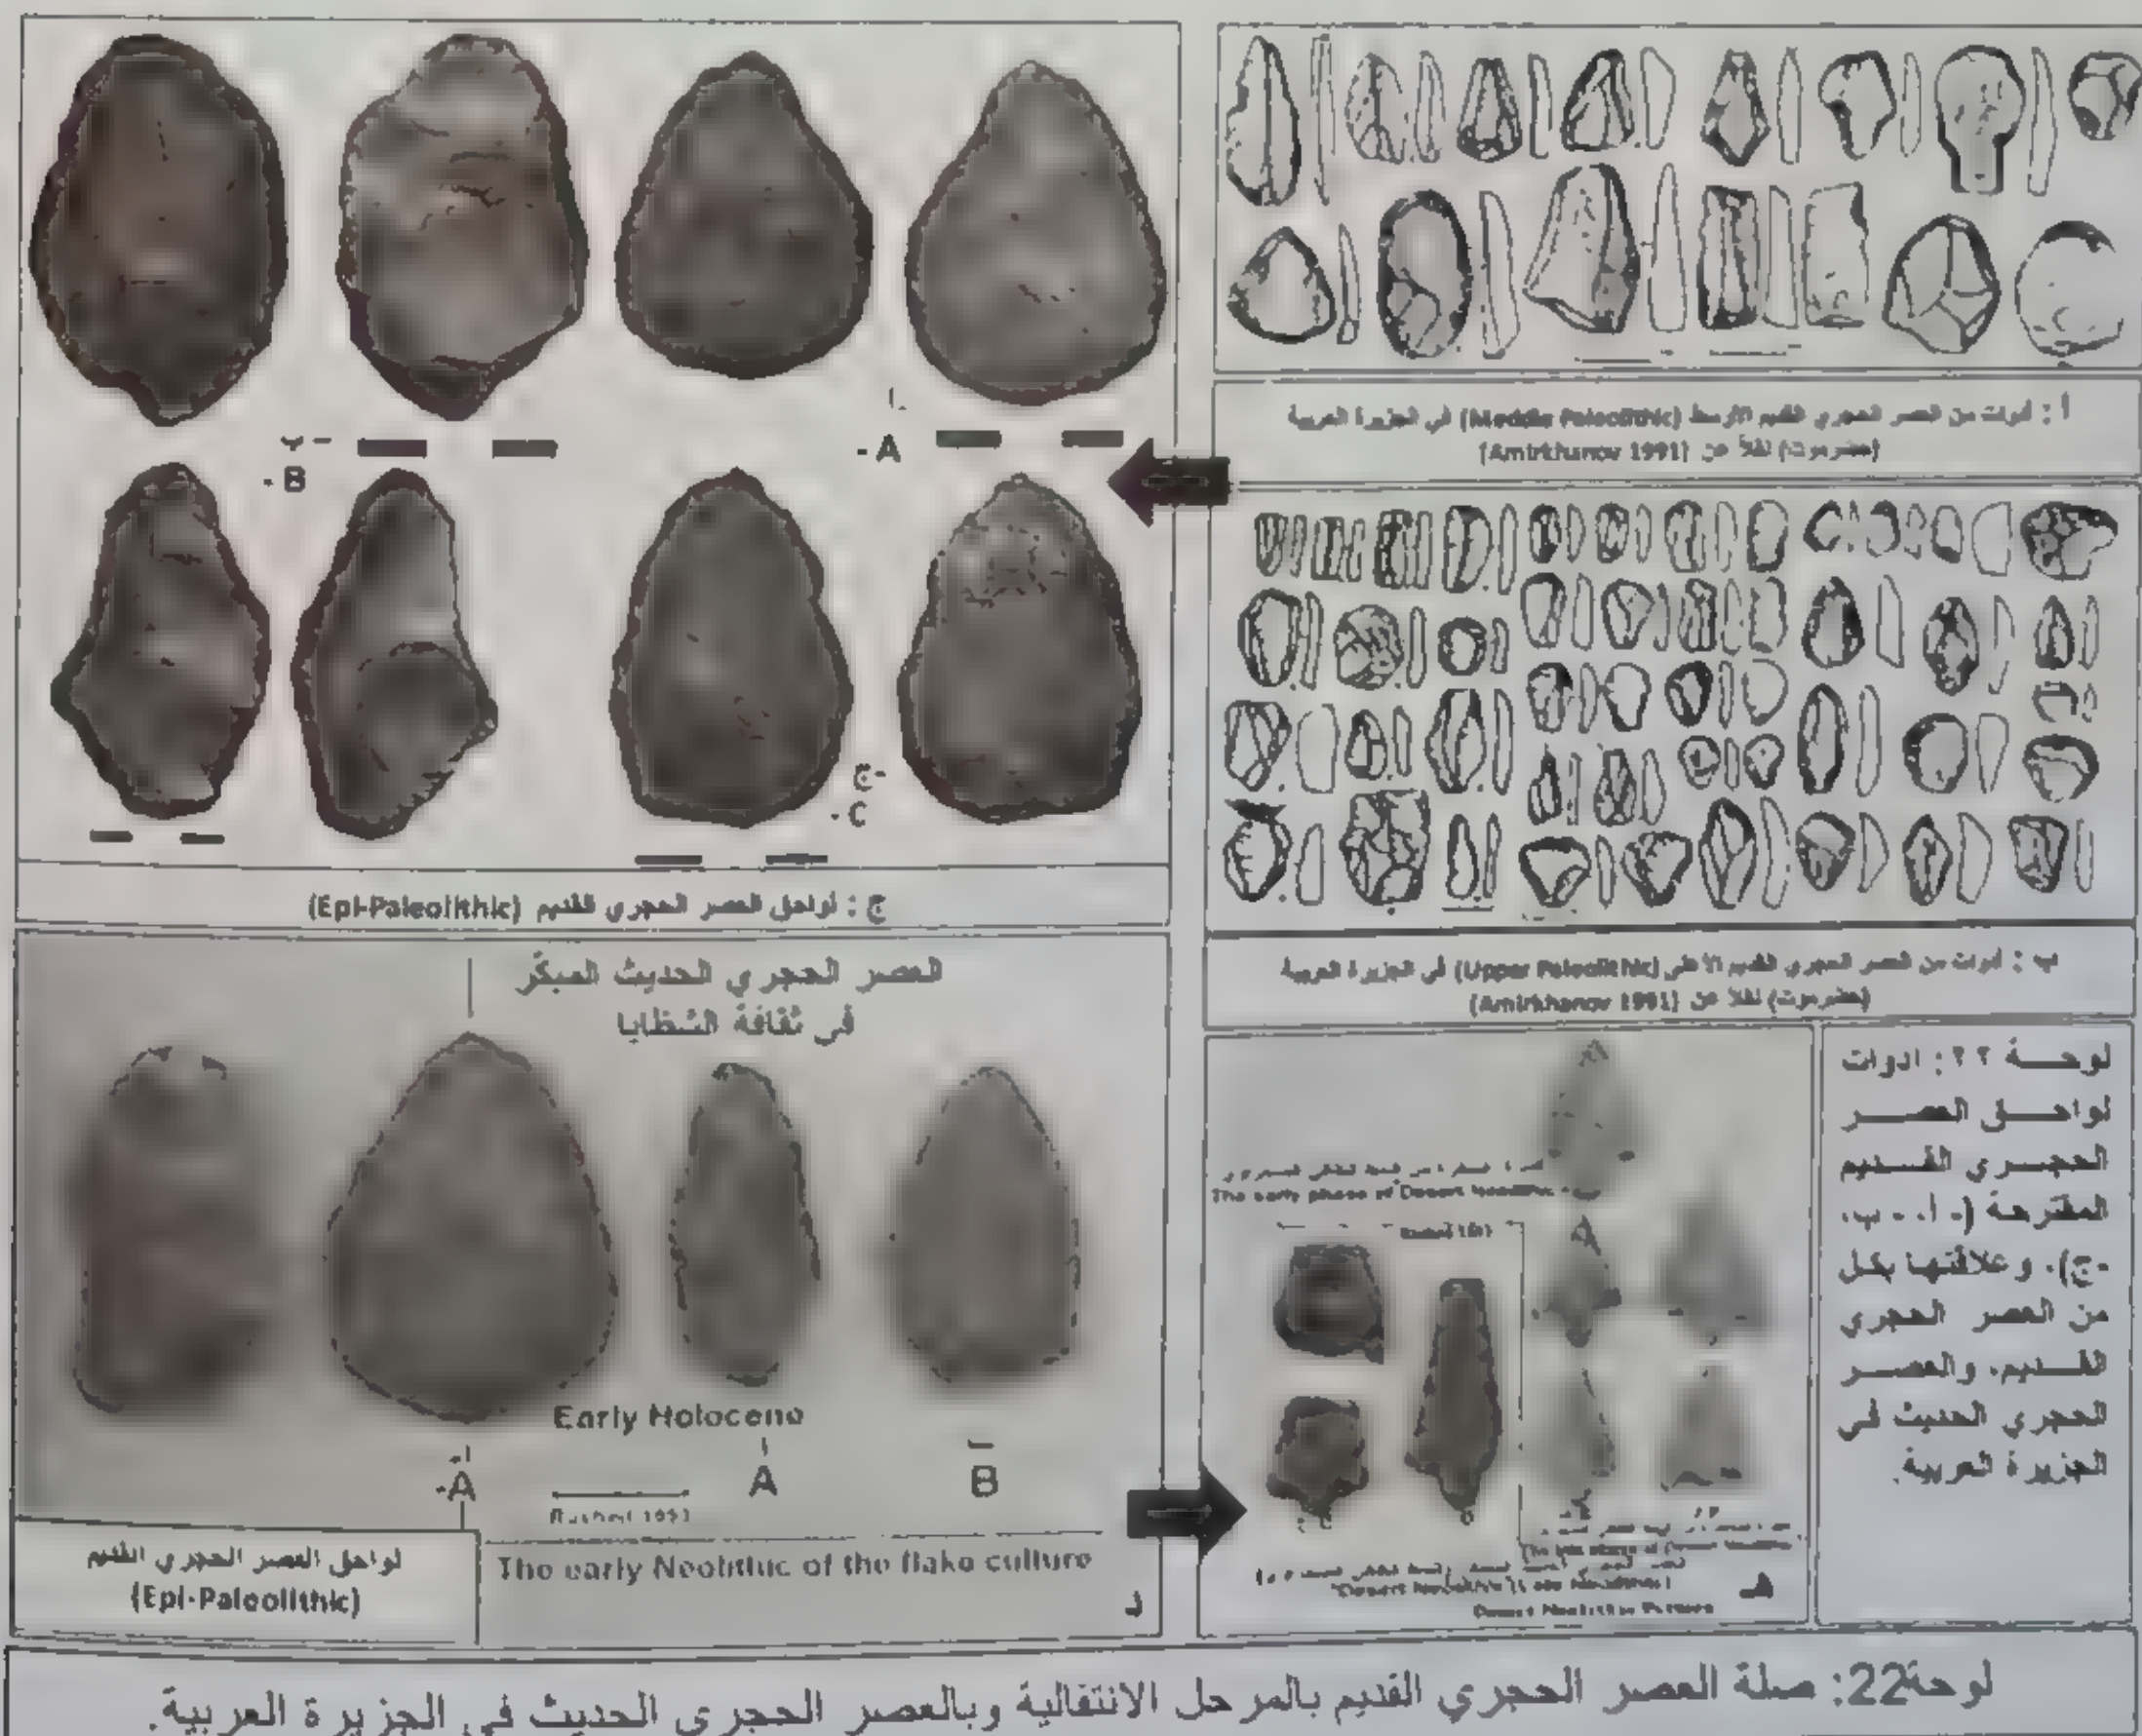 أ : أدوات من العصر الحجري القديم الأوسط (Meddle Paleolithic) في الجزيرة العربية
(حضرموت) نقلاً عن (Amirkhanov 1991)
- ب
- B
- A
- ج
- C
ج : لواحق العصر الحجري القديم (Epi-Paleolithic)
ب : أدوات من العصر الحجري القديم الأعلى (Upper Paleolithic) في الجزيرة العربية
(حضرموت) نقلاً عن (Amirkhanov 1991)
العصر الحجري الحديث المبكّر
في ثقافة الشظايا
Early Holocene
-A
A
B
لواحق العصر الحجري القديم
(Epi-Paleolithic)
The early Neolithic of the flake culture
د
The early phase of Desert Neolithic
هـ
لوحة ٢٢: ادوات
لواحق العصر
الحجري القديم
المقترحة (- أ، - ب،
-ج)، وعلاقتها بكل
من العصر الحجري
القديم، والعصر
الحجري الحديث في
الجزيرة العربية.
لوحة22: صلة العصر الحجري القديم بالمرحل الانتقالية وبالعصر الحجري الحديث في الجزيرة العربية.